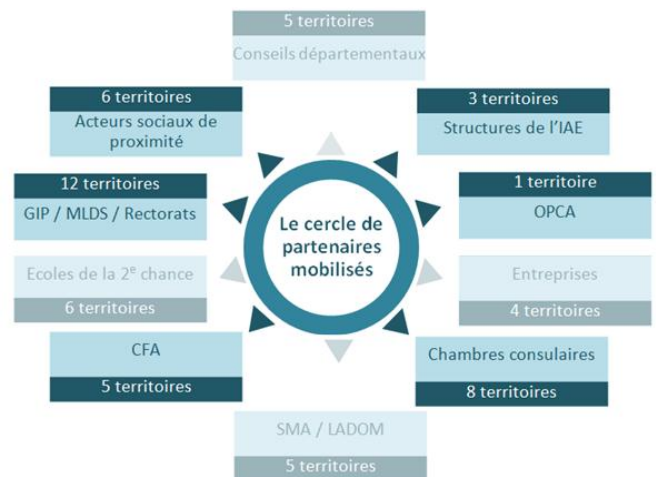 5 territoires
Conseils départementaux
6 territoires
Acteurs sociaux de
proximité
3 territoires
Structures de l'IAE
12 territoires
GIP / MLDS / Rectorats
1 territoire
OPCA
Le cercle de
partenaires
mobilisés
Ecoles de la 2e chance
6 territoires
Entreprises
4 territoires
CFA
5 territoires
Chambres consulaires
8 territoires
SMA / LADOM
5 territoires